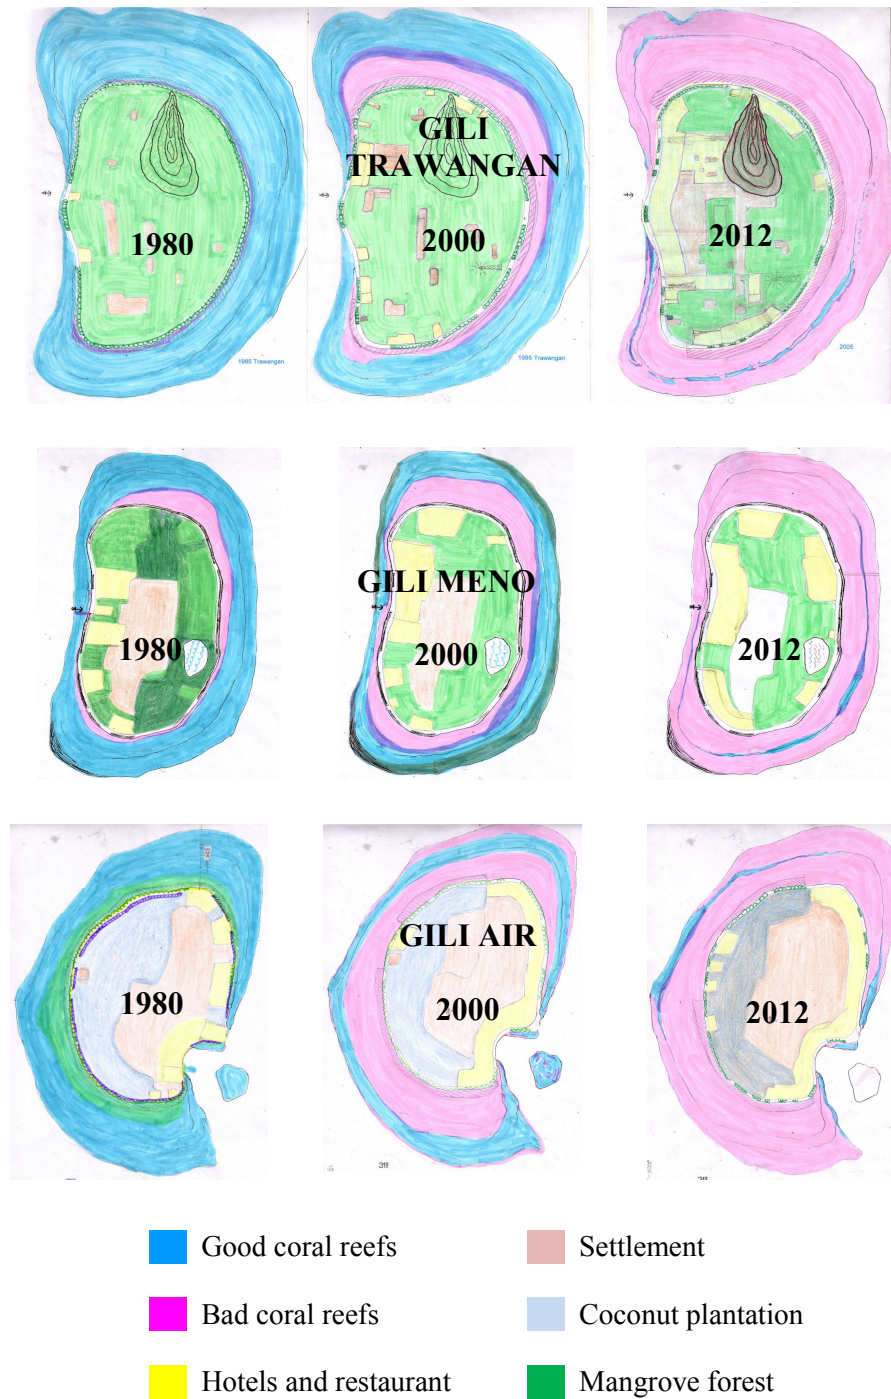 GILI
TRAWANGAN
1980
2000
2012
1985 Trawangan
1995 Trawangan
2005
GILI MENO
1980
2000
2012
GILI AIR
1980
2000
2012
Good coral reefs
Settlement
Bad coral reefs
Coconut plantation
Hotels and restaurant
Mangrove forest